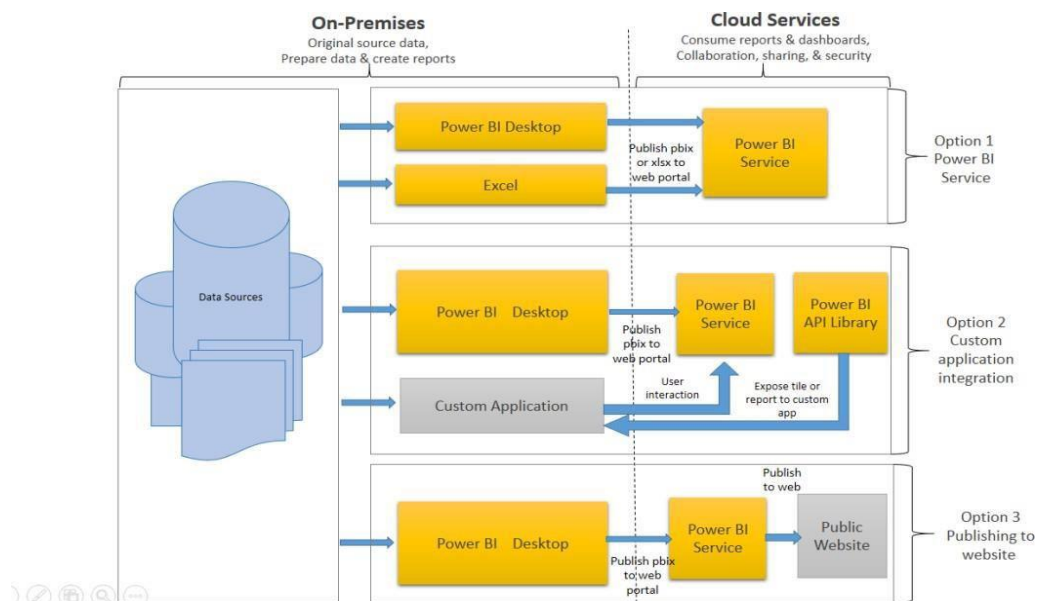 On-Premises
Original source data,
Prepare data & create reports
Cloud Services
Consume reports & dashboards,
Collaboration, sharing, & security
Data Sources
Power BI Desktop
Excel
Publish pbix
or xlsx to
web portal
Power BI
Service
Option 1
Power BI
Service
Power BI Desktop
Custom Application
Publish
pbix to
web portal
User
interaction
Power BI
Service
Power BI
API Library
Expose tile or
report to custom
app
Option 2
Custom
application
integration
Power BI Desktop
Publish pbix
to web
portal
Power BI
Service
Publish
to web
Public
Website
Option 3
Publishing to
website